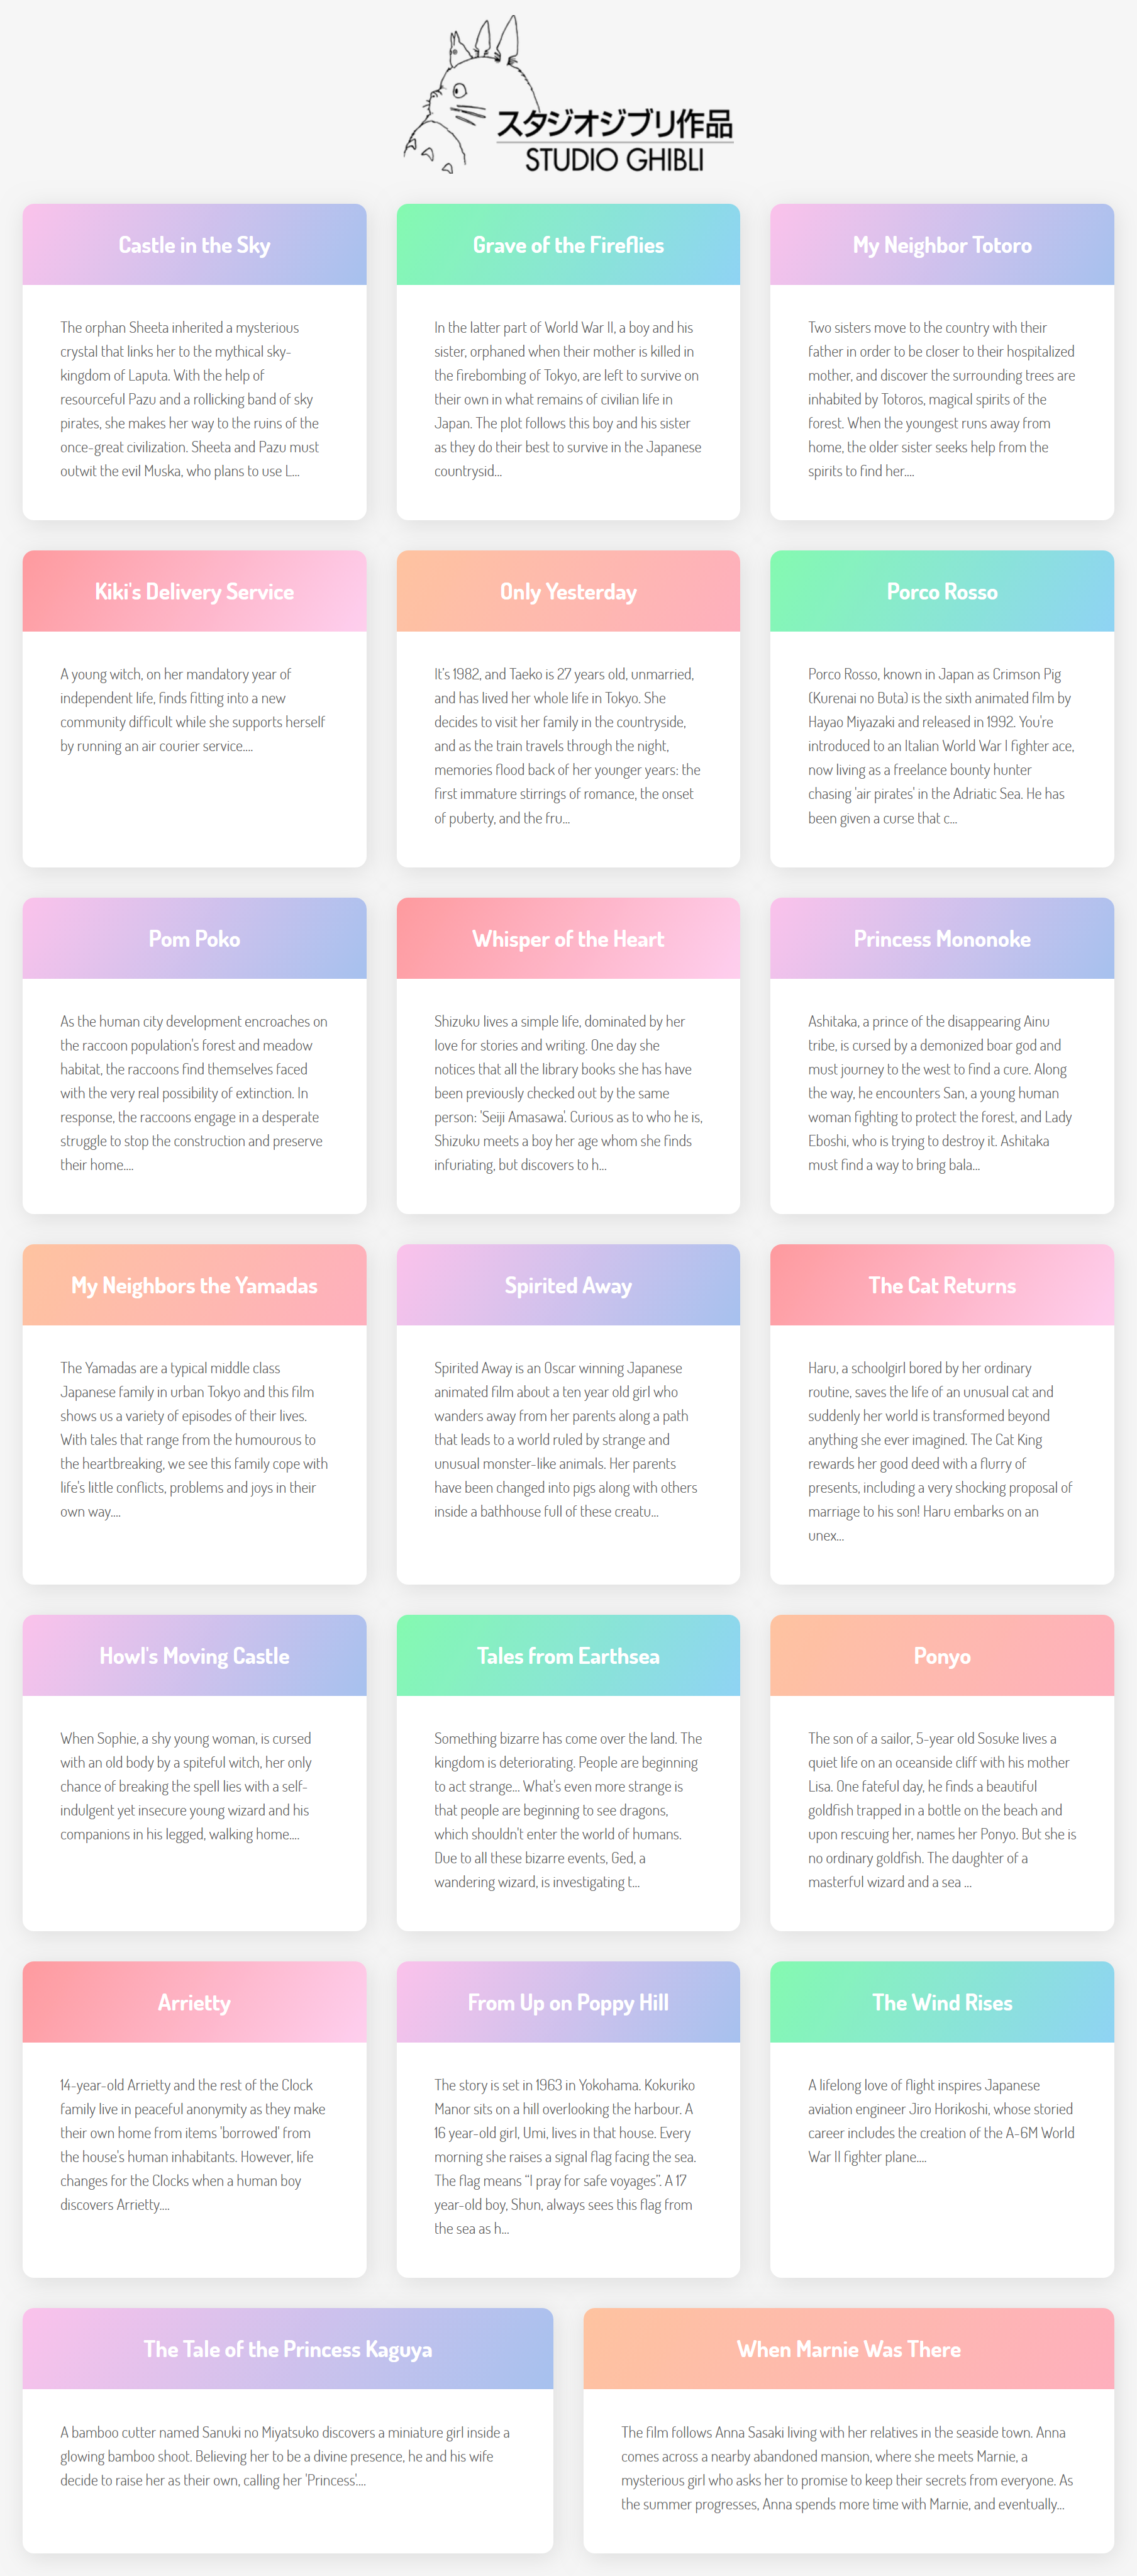 スタジオジブリ作品
STUDIO GHIBLI
Castle in the Sky
The orphan Sheeta inherited a mysterious
crystal that links her to the mythical sky-
kingdom of Laputa. With the help of
resourceful Pazu and a rollicking band of sky
pirates, she makes her way to the ruins of the
once-great civilization. Sheeta and Pazu must
outwit the evil Muska, who plans to use L...
Grave of the Fireflies
In the latter part of World War II, a boy and his
sister, orphaned when their mother is killed in
the firebombing of Tokyo, are left to survive on
their own in what remains of civilian life in
Japan. The plot follows this boy and his sister
as they do their best to survive in the Japanese
countrysid...
My Neighbor Totoro
Two sisters move to the country with their
father in order to be closer to their hospitalized
mother, and discover the surrounding trees are
inhabited by Totoros, magical spirits of the
forest. When the youngest runs away from
home, the older sister seeks help from the
spirits to find her....
Kiki's Delivery Service
A young witch, on her mandatory year of
independent life, finds fitting into a new
community difficult while she supports herself
by running an air courier service....
Only Yesterday
It's 1982, and Taeko is 27 years old, unmarried,
and has lived her whole life in Tokyo. She
decides to visit her family in the countryside,
and as the train travels through the night,
memories flood back of her younger years: the
first immature stirrings of romance, the onset
of puberty, and the fru...
Porco Rosso
Porco Rosso, known in Japan as Crimson Pig
(Kurenai no Buta) is the sixth animated film by
Hayao Miyazaki and released in 1992. You're
introduced to an Italian World War I fighter ace,
now living as a freelance bounty hunter
chasing 'air pirates' in the Adriatic Sea. He has
been given a curse that c...
Pom Poko
As the human city development encroaches on
the raccoon population's forest and meadow
habitat, the raccoons find themselves faced
with the very real possibility of extinction. In
response, the raccoons engage in a desperate
struggle to stop the construction and preserve
their home....
Whisper of the Heart
Shizuku lives a simple life, dominated by her
love for stories and writing. One day she
notices that all the library books she has have
been previously checked out by the same
person: 'Seiji Amasawa'. Curious as to who he is,
Shizuku meets a boy her age whom she finds
infuriating, but discovers to h...
Princess Mononoke
Ashitaka, a prince of the disappearing Ainu
tribe, is cursed by a demonized boar god and
must journey to the west to find a cure. Along
the way, he encounters San, a young human
woman fighting to protect the forest, and Lady
Eboshi, who is trying to destroy it. Ashitaka
must find a way to bring bala...
My Neighbors the Yamadas
The Yamadas are a typical middle class
Japanese family in urban Tokyo and this film
shows us a variety of episodes of their lives.
With tales that range from the humourous to
the heartbreaking, we see this family cope with
life's little conflicts, problems and joys in their
own way....
Spirited Away
Spirited Away is an Oscar winning Japanese
animated film about a ten year old girl who
wanders away from her parents along a path
that leads to a world ruled by strange and
unusual monster-like animals. Her parents
have been changed into pigs along with others
inside a bathhouse full of these creatu...
The Cat Returns
Haru, a schoolgirl bored by her ordinary
routine, saves the life of an unusual cat and
suddenly her world is transformed beyond
anything she ever imagined. The Cat King
rewards her good deed with a flurry of
presents, including a very shocking proposal of
marriage to his son! Haru embarks on an
unex...
Howl's Moving Castle
When Sophie, a shy young woman, is cursed
with an old body by a spiteful witch, her only
chance of breaking the spell lies with a self-
indulgent yet insecure young wizard and his
companions in his legged, walking home....
Tales from Earthsea
Something bizarre has come over the land. The
kingdom is deteriorating. People are beginning
to act strange... What's even more strange is
that people are beginning to see dragons,
which shouldn't enter the world of humans.
Due to all these bizarre events, Ged, a
wandering wizard, is investigating t...
Ponyo
The son of a sailor, 5-year old Sosuke lives a
quiet life on an oceanside cliff with his mother
Lisa. One fateful day, he finds a beautiful
goldfish trapped in a bottle on the beach and
upon rescuing her, names her Ponyo. But she is
no ordinary goldfish. The daughter of a
masterful wizard and a sea ...
Arrietty
14-year-old Arrietty and the rest of the Clock
family live in peaceful anonymity as they make
their own home from items 'borrowed' from
the house's human inhabitants. However, life
changes for the Clocks when a human boy
discovers Arrietty....
From Up on Poppy Hill
The story is set in 1963 in Yokohama. Kokuriko
Manor sits on a hill overlooking the harbour. A
16 year-old girl, Umi, lives in that house. Every
morning she raises a signal flag facing the sea.
The flag means “I pray for safe voyages”. A 17
year-old boy, Shun, always sees this flag from
the sea as h...
The Wind Rises
A lifelong love of flight inspires Japanese
aviation engineer Jiro Horikoshi, whose storied
career includes the creation of the A-6M World
War II fighter plane....
The Tale of the Princess Kaguya
A bamboo cutter named Sanuki no Miyatsuko discovers a miniature girl inside a
glowing bamboo shoot. Believing her to be a divine presence, he and his wife
decide to raise her as their own, calling her 'Princess'....
When Marnie Was There
The film follows Anna Sasaki living with her relatives in the seaside town. Anna
comes across a nearby abandoned mansion, where she meets Marnie, a
mysterious girl who asks her to promise to keep their secrets from everyone. As
the summer progresses, Anna spends more time with Marnie, and eventually...